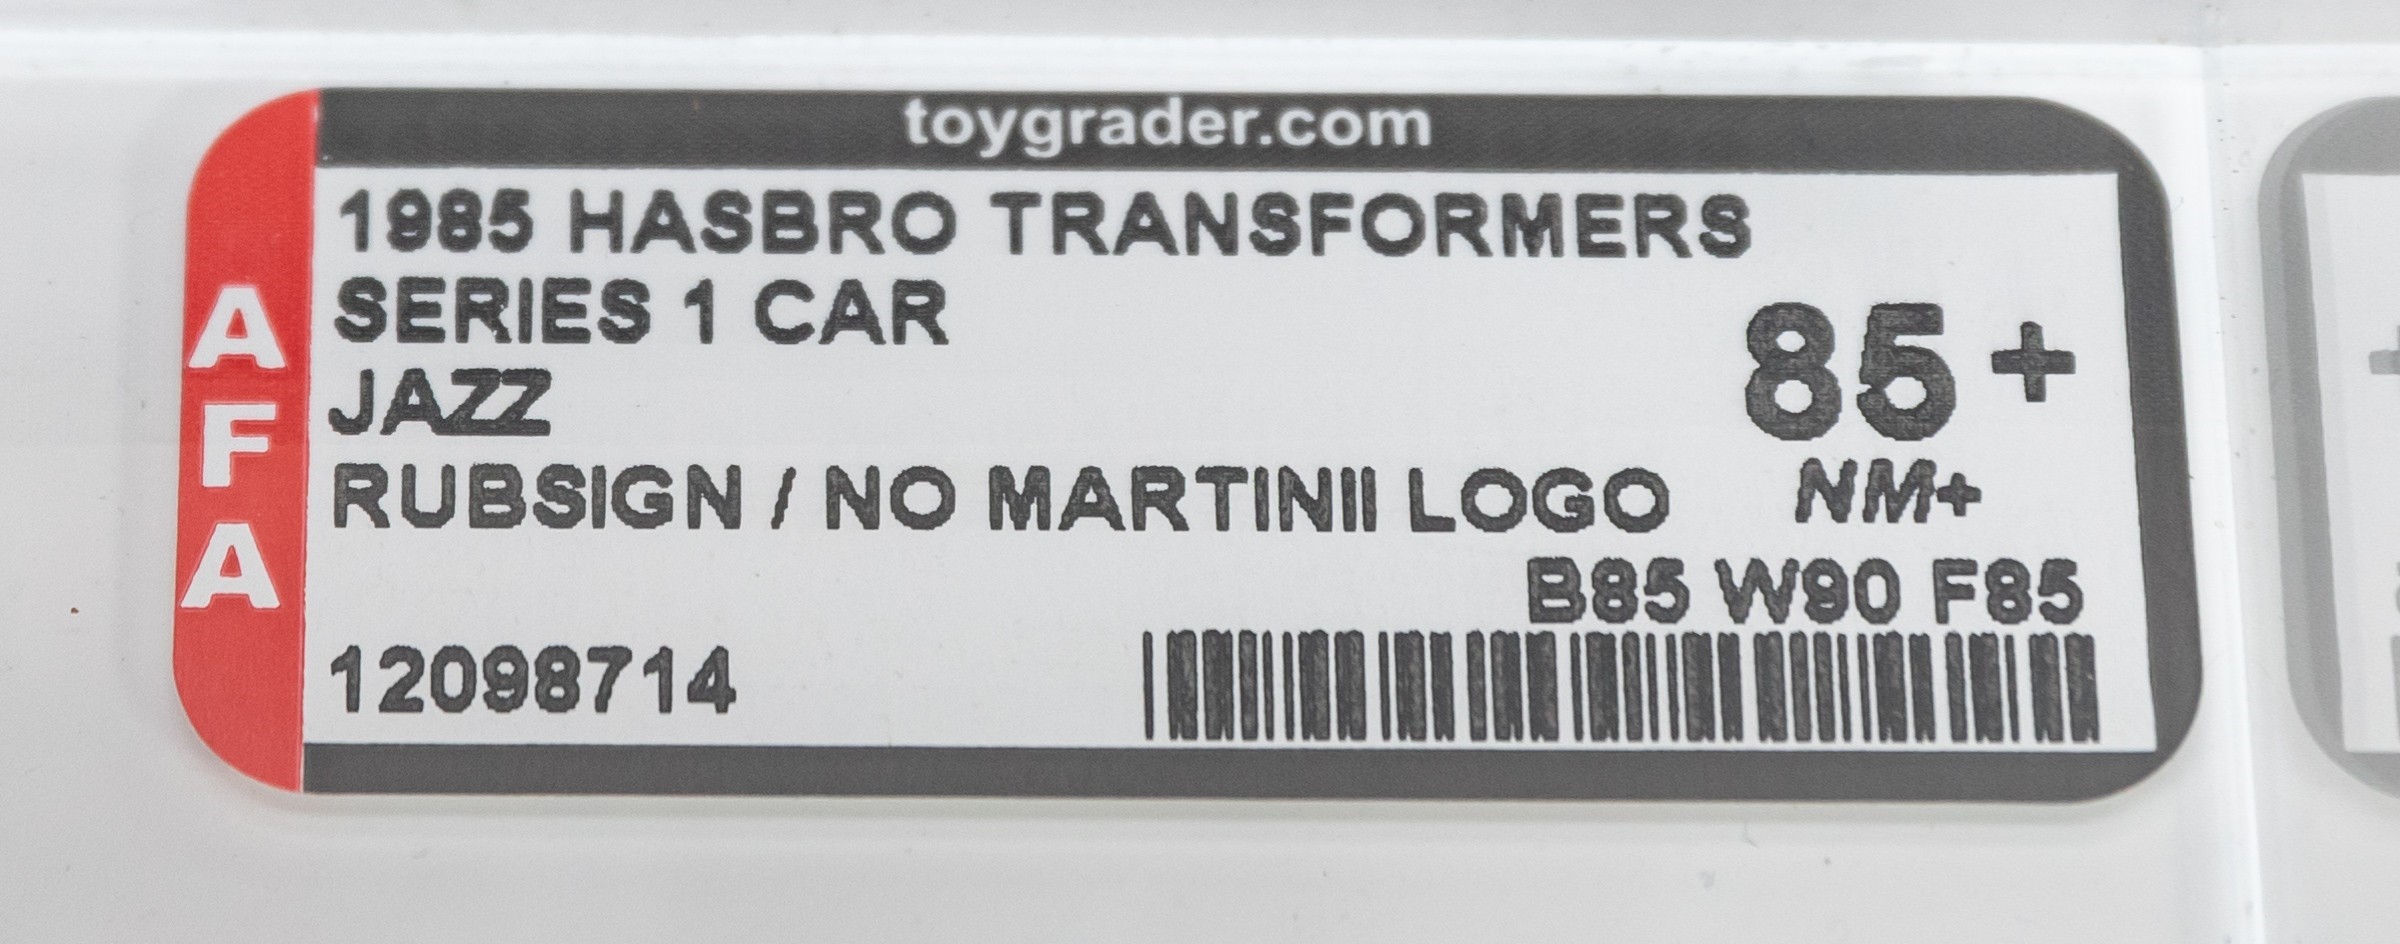 toygrader.com
AFA
1985 HASBRO TRANSFORMERS
SERIES 1 CAR
JAZZ
85+
RUBSIGN / NO MARTINII LOGO
NM+
B85 W90 F85
12098714